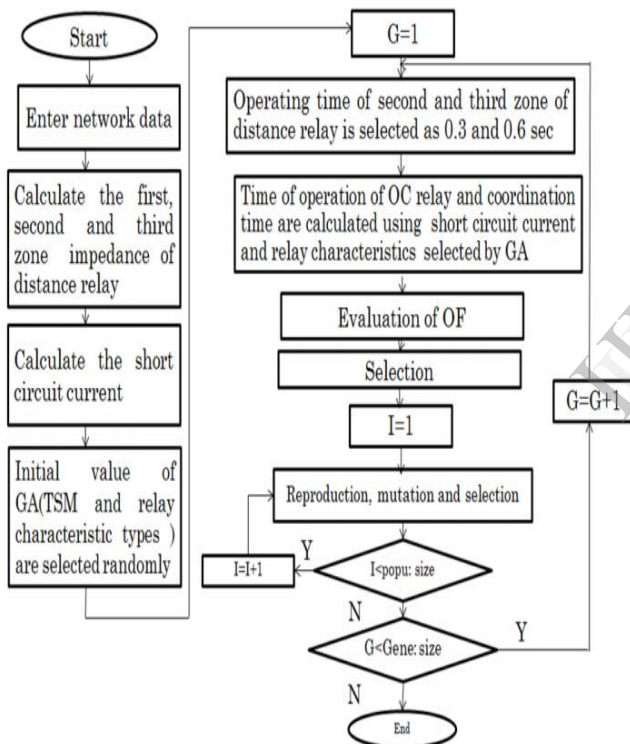 Start
Enter network data
Calculate the first,
second and third
zone impedance of
distance relay
Calculate the short
circuit current
Initial value of
GA(TSM and relay
characteristic types )
are selected randomly
G=1
Operating time of second and third zone of
distance relay is selected as 0.3 and 0.6 sec
Time of operation of OC relay and coordination
time are calculated using short circuit current
and relay characteristics selected by GA
Evaluation of OF
Selection
I=1
Reproduction, mutation and selection
I<popu: size
Y
I=I+1
N
G<Gene: size
Y
G=G+1
N
End